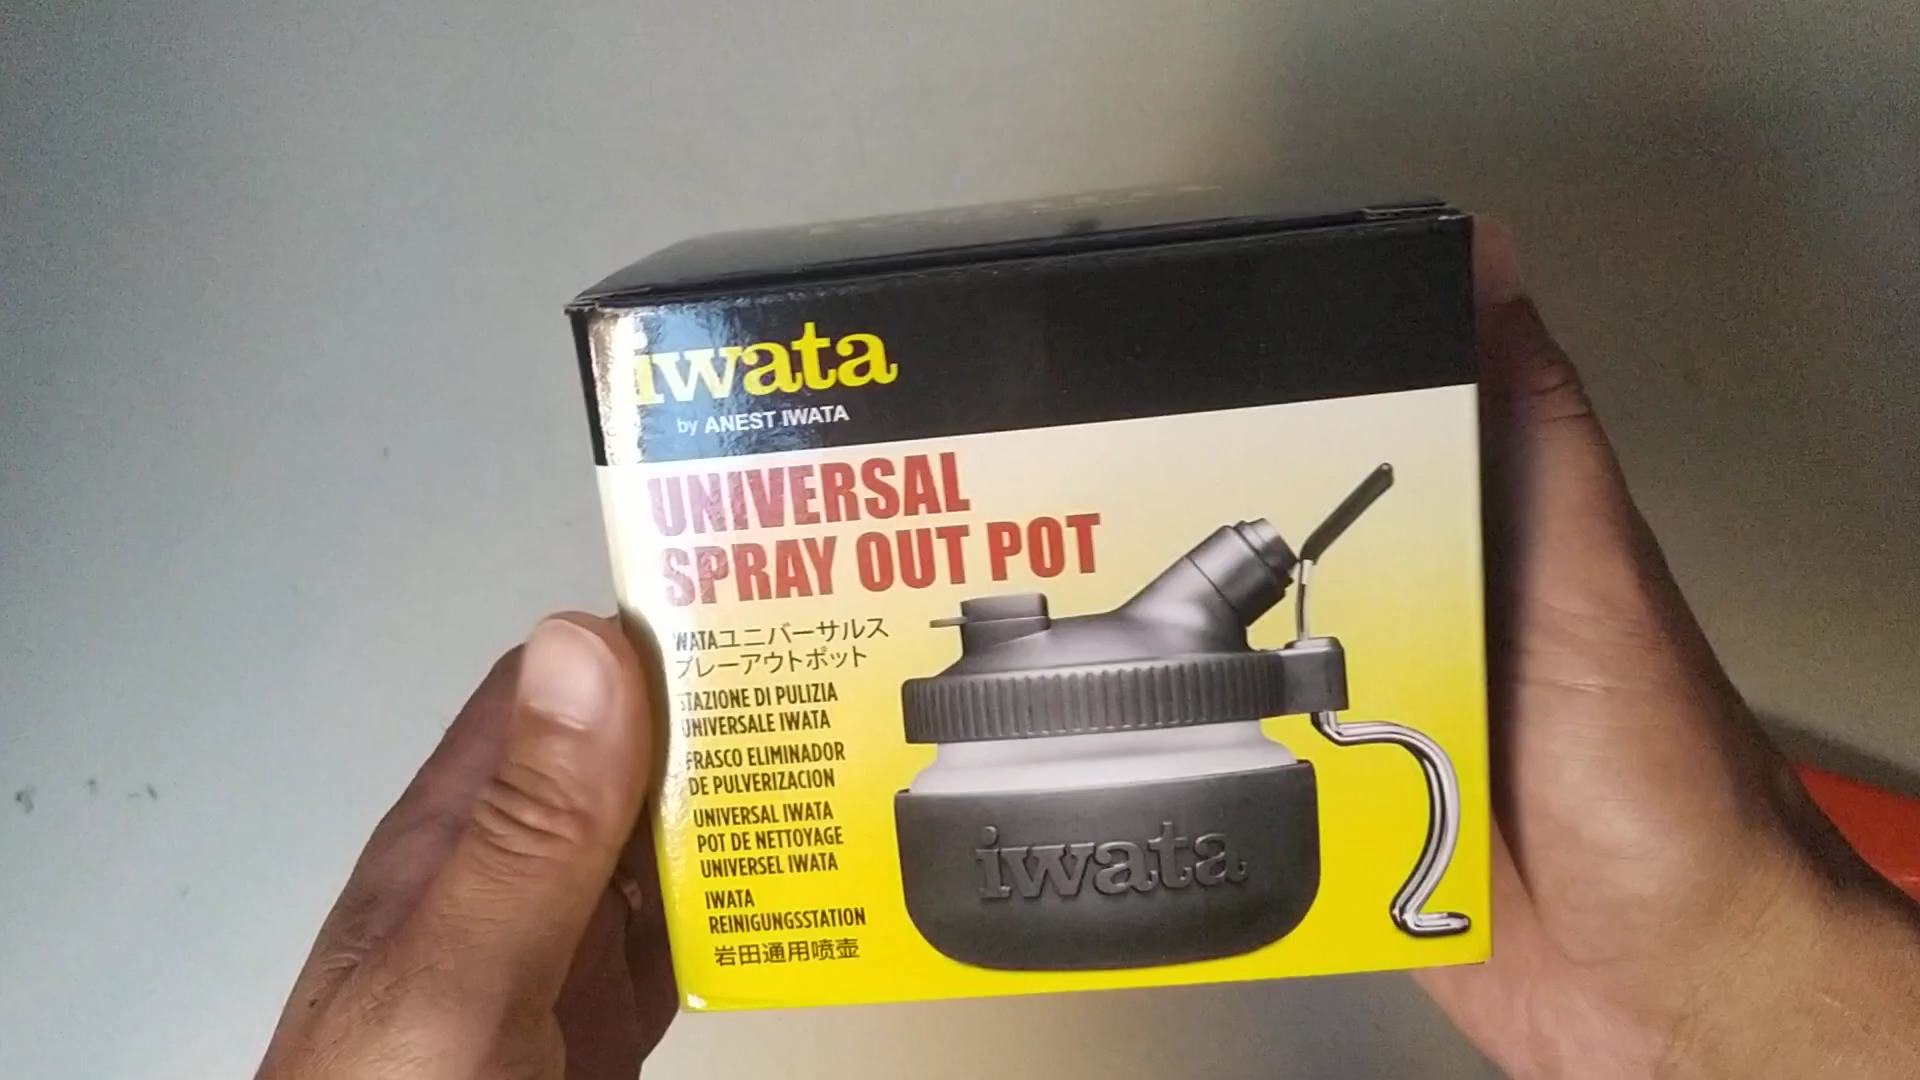 iwata
by ANEST IWATA
UNIVERSAL
SPRAY OUT POT
IWATAユニバーサルス
プレーアウトポット
STAZIONE DI PULIZIA
UNIVERSALE IWATA
FRASCO ELIMINADOR
DE PULVERIZACION
UNIVERSAL IWATA
POT DE NETTOYAGE
UNIVERSEL IWATA
IWATA
REINIGUNGSSTATION
岩田通用喷壶
iwata